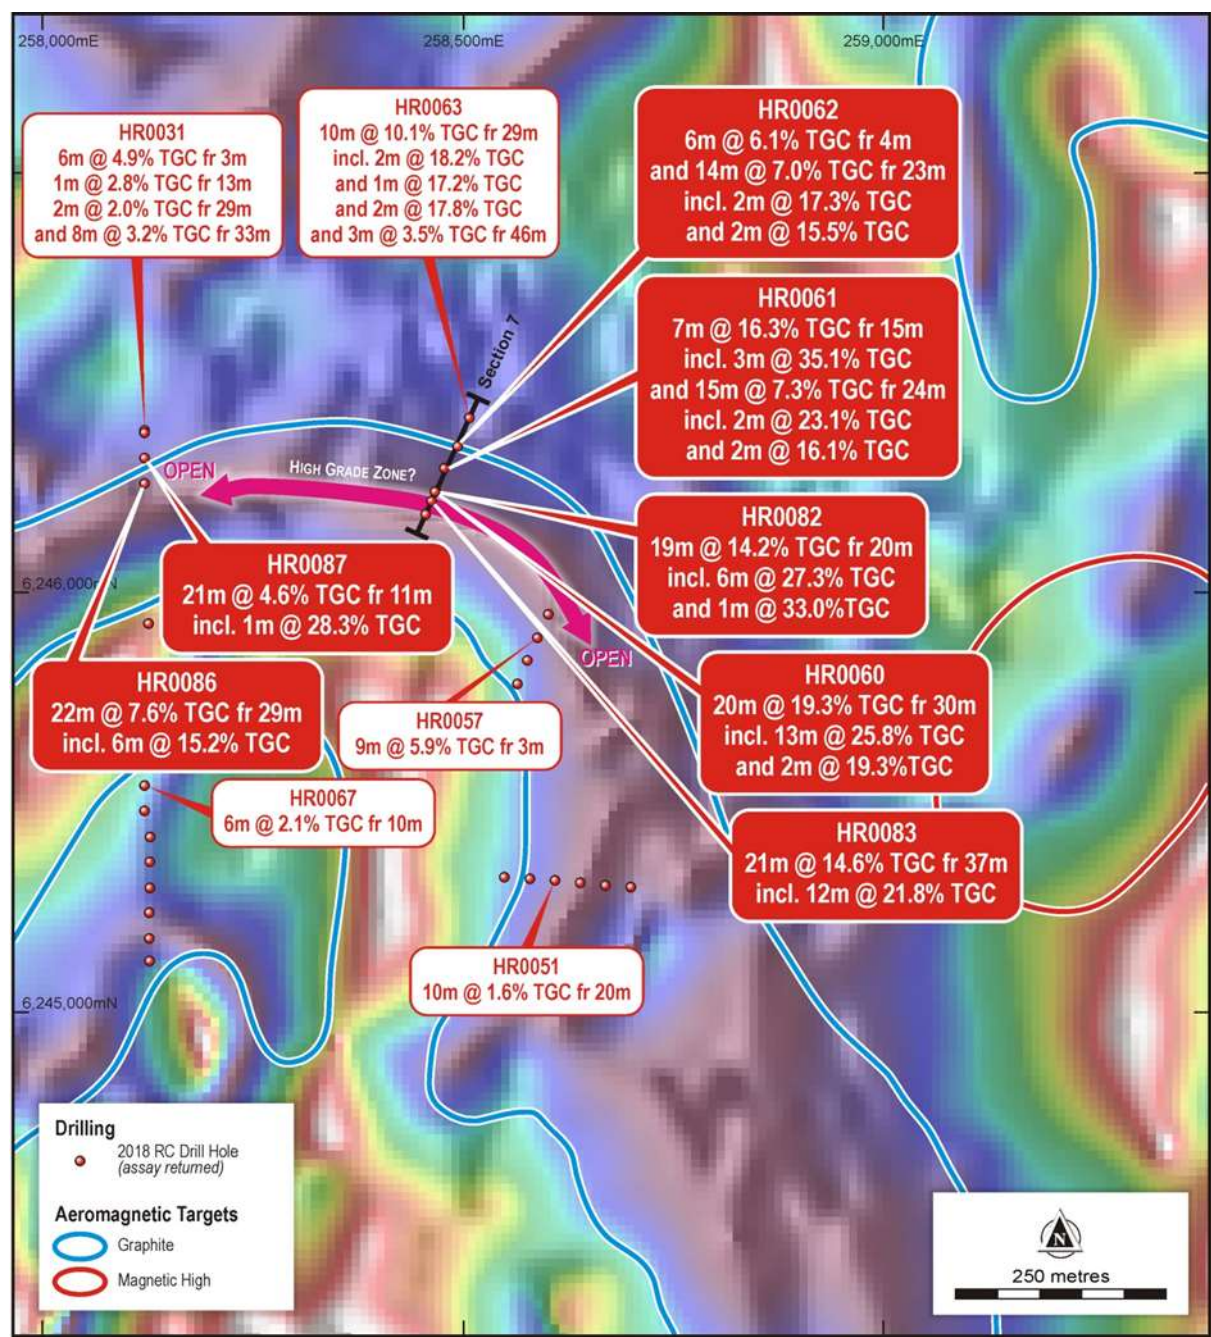 258,000mE
258,500mE
259,000mE
HR0031
6m @ 4.9% TGC fr 3m
1m @ 2.8% TGC fr 13m
2m @ 2.0% TGC fr 29m
and 8m @ 3.2% TGC fr 33m
HR0063
10m @ 10.1% TGC fr 29m
incl. 2m @ 18.2% TGC
and 1m @ 17.2% TGC
and 2m @ 17.8% TGC
and 3m @ 3.5% TGC fr 46m
HR0062
6m @ 6.1% TGC fr 4m
and 14m @ 7.0% TGC fr 23m
incl. 2m @ 17.3% TGC
and 2m @ 15.5% TGC
HR0061
7m @ 16.3% TGC fr 15m
incl. 3m @ 35.1% TGC
and 15m @ 7.3% TGC fr 24m
incl. 2m @ 23.1% TGC
and 2m @ 16.1% TGC
Section 7
OPEN
HIGH GRADE ZONE?
HR0082
19m @ 14.2% TGC fr 20m
incl. 6m @ 27.3% TGC
and 1m @ 33.0%TGC
6,246,000mN
HR0087
21m @ 4.6% TGC fr 11m
incl. 1m @ 28.3% TGC
OPEN
HR0086
22m @ 7.6% TGC fr 29m
incl. 6m @ 15.2% TGC
HR0060
20m @ 19.3% TGC fr 30m
incl. 13m @ 25.8% TGC
and 2m @ 19.3%TGC
HR0057
9m @ 5.9% TGC fr 3m
HR0067
6m @ 2.1% TGC fr 10m
HR0083
21m @ 14.6% TGC fr 37m
incl. 12m @ 21.8% TGC
HR0051
10m @ 1.6% TGC fr 20m
6,245,000mN
Drilling
2018 RC Drill Hole
(assay returned)
Aeromagnetic Targets
Graphite
Magnetic High
N
250 metres